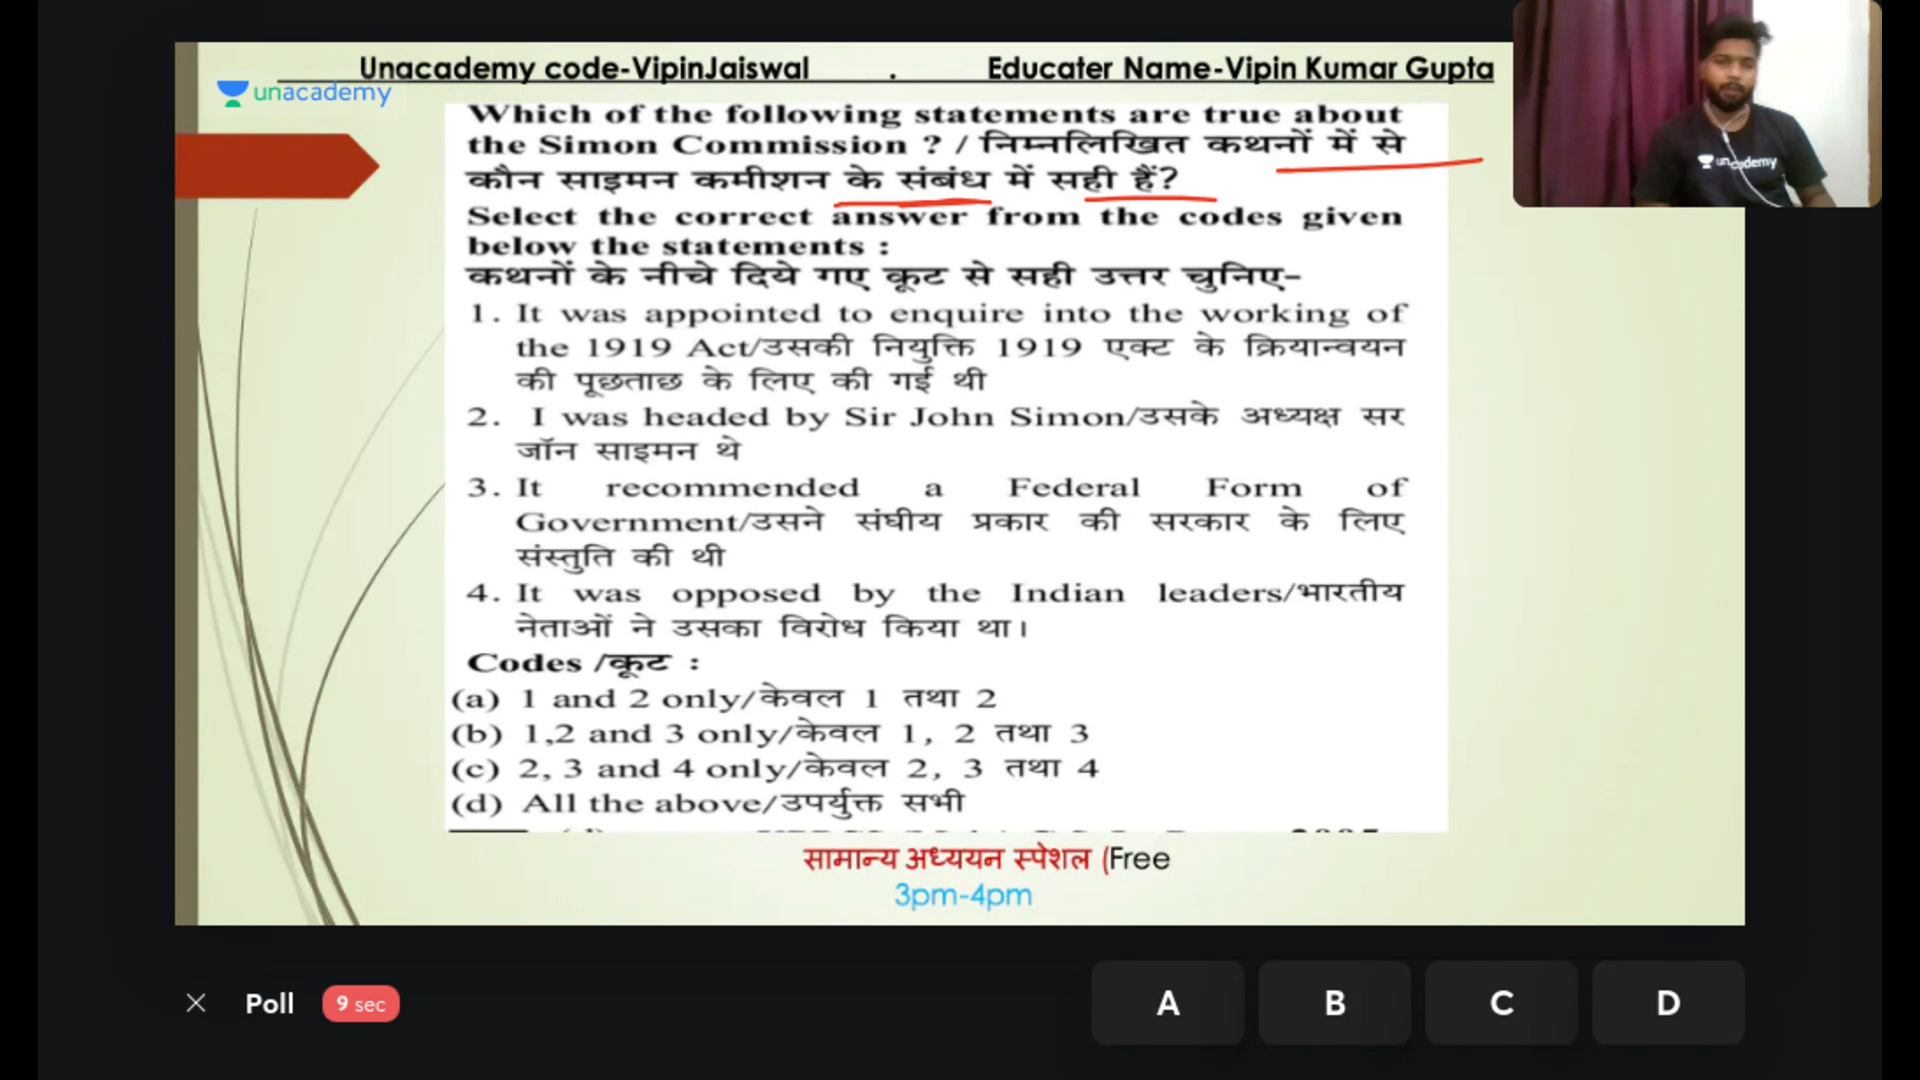 Unacademy code-VipinJaiswal . Educater Name-Vipin Kumar Gupta
unacademy
Which of the following statements are true about
the Simon Commission ? / निम्नलिखित कथनों में से
कौन साइमन कमीशन के संबंध में सही हैं?
Select the correct answer from the codes given
below the statements :
कथनों के नीचे दिये गए कूट से सही उत्तर चुनिए–
1. It was appointed to enquire into the working of
the 1919 Act/उसकी नियुक्ति 1919 एक्ट के क्रियान्वयन
की पूछताछ के लिए की गई थी
2. I was headed by Sir John Simon/उसके अध्यक्ष सर
जॉन साइमन थे
3. It recommended a Federal Form of
Government/उसने संघीय प्रकार की सरकार के लिए
संस्तुति की थी
4. It was opposed by the Indian leaders/भारतीय
नेताओं ने उसका विरोध किया था।
Codes /कूट :
(a) 1 and 2 only/केवल 1 तथा 2
(b) 1,2 and 3 only/केवल 1, 2 तथा 3
(c) 2, 3 and 4 only/केवल 2, 3 तथा 4
(d) All the above/उपर्युक्त सभी
सामान्य अध्ययन स्पेशल (Free
3pm-4pm
unacademy
Poll 9 sec A B C D